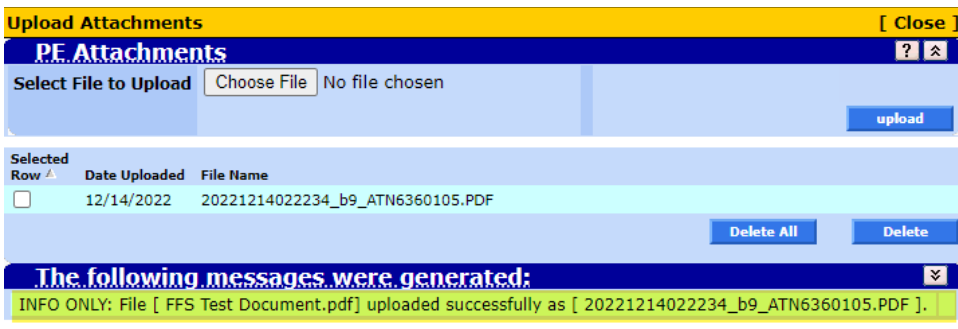 Upload Attachments [ Close ]
PE Attachments ?
Select File to Upload Choose File No file chosen
upload
Selected
Row Date Uploaded File Name
12/14/2022 20221214022234_b9_ATN6360105.PDF
Delete All Delete
The following messages were generated:
INFO ONLY: File [ FFS Test Document.pdf] uploaded successfully as [ 20221214022234_b9_ATN6360105.PDF ].